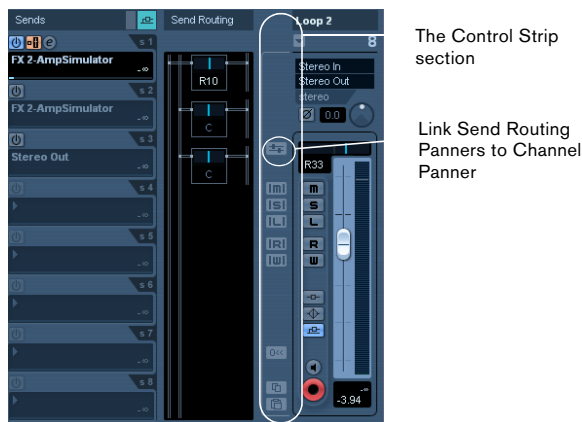 Sends
Send Routing
Loop 2
e
s 1
8
FX 2-AmpSimulator
-∞
R10
Stereo In
Stereo Out
stereo
0.0
s 2
FX 2-AmpSimulator
-∞
C
s 3
Stereo Out
-∞
C
R33
s 4
-∞
M
S
L
R
W
m
S
L
R
W
s 5
-∞
s 6
-∞
s 7
-∞
0<<
s 8
-∞
-∞
-3.94
The Control Strip
section
Link Send Routing
Panners to Channel
Panner